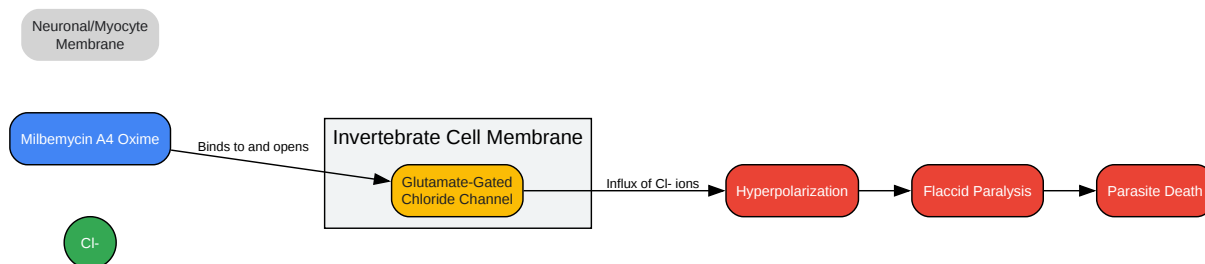 Neuronal/Myocyte
Membrane
Milbemycin A4 Oxime
Binds to and opens
Invertebrate Cell Membrane
Glutamate-Gated
Chloride Channel
Influx of Cl- ions
Hyperpolarization
Flaccid Paralysis
Parasite Death
Cl-